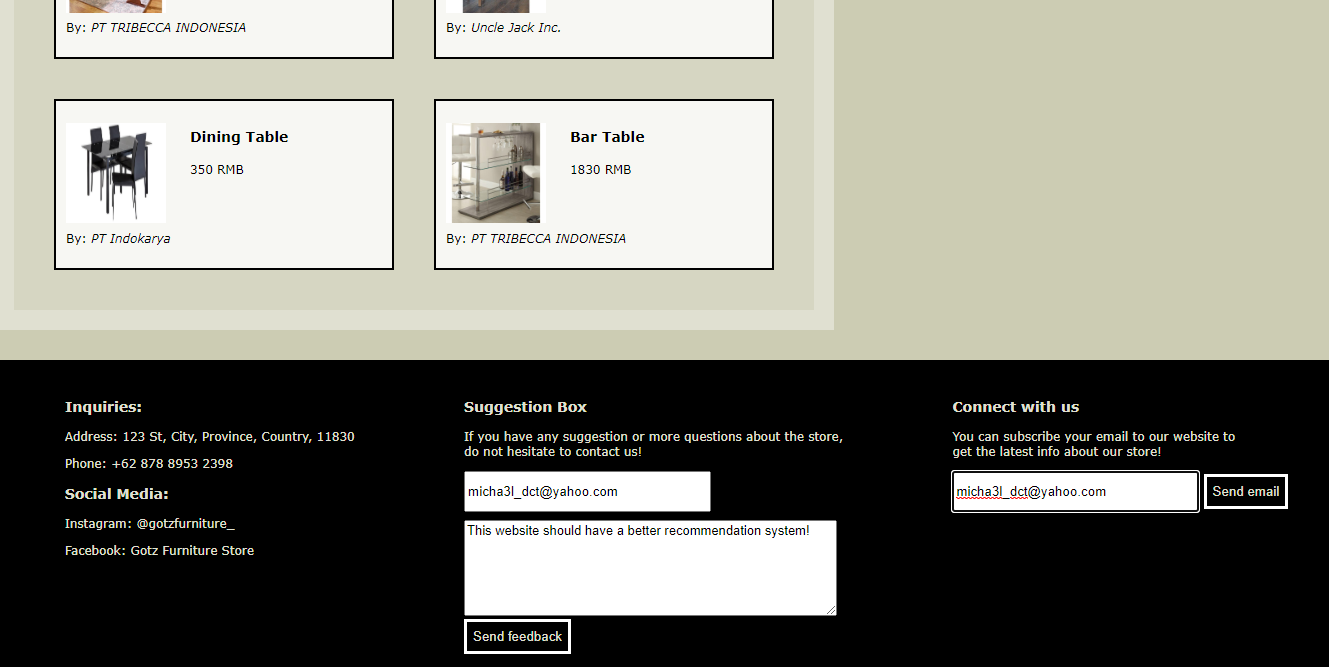 By: PT TRIBECCA INDONESIA
By: Uncle Jack Inc.
Dining Table
350 RMB
By: PT Indokarya
Bar Table
1830 RMB
By: PT TRIBECCA INDONESIA
Inquiries:
Address: 123 St, City, Province, Country, 11830
Phone: +62 878 8953 2398
Social Media:
Instagram: @gotzfurniture_
Facebook: Gotz Furniture Store
Suggestion Box
If you have any suggestion or more questions about the store,
do not hesitate to contact us!
micha3l_dct@yahoo.com
This website should have a better recommendation system!
Send feedback
Connect with us
You can subscribe your email to our website to
get the latest info about our store!
micha3l_dct@yahoo.com
Send email